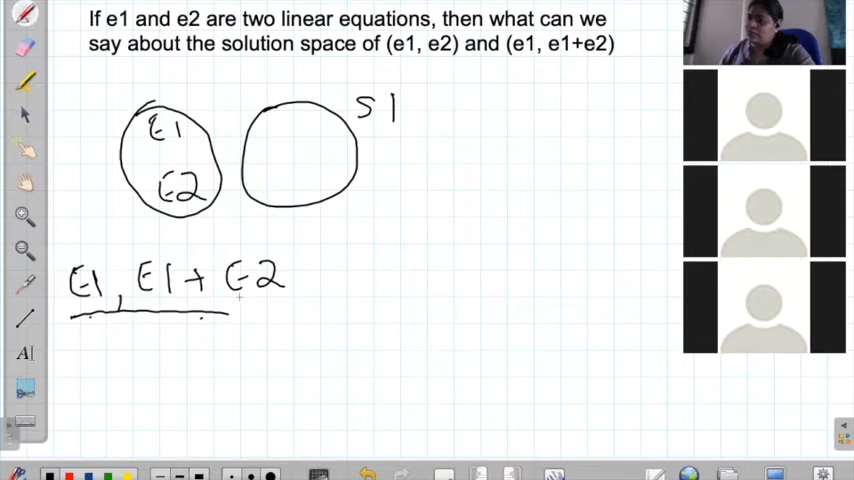 If e1 and e2 are two linear equations, then what can we
say about the solution space of (e1, e2) and (e1, e1+e2)
E1
E2
S1
E1, E1 + E2
A